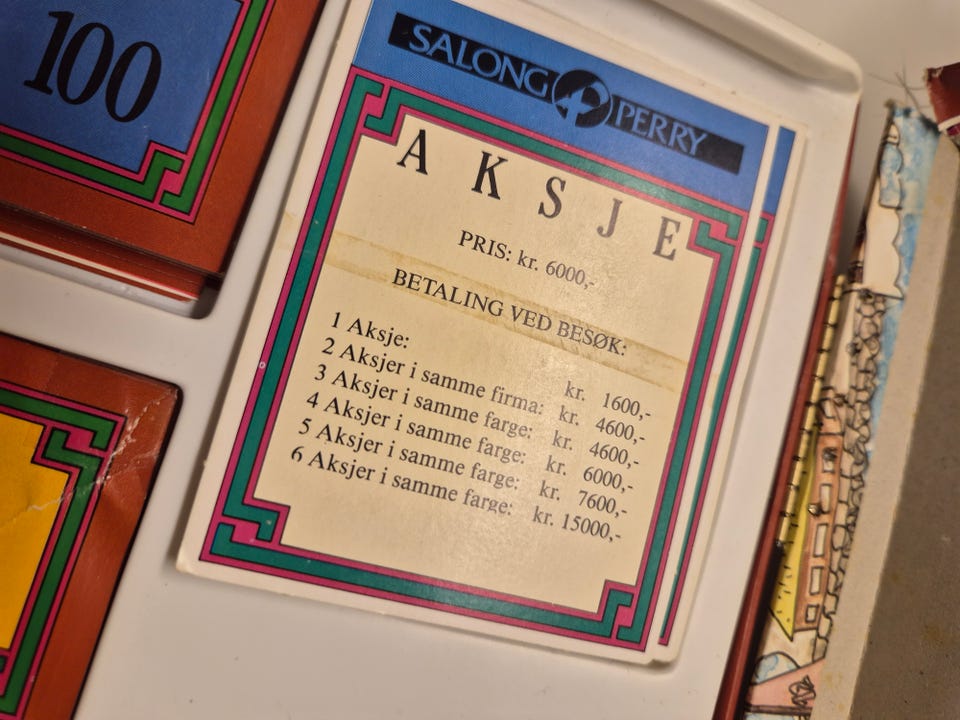 100
SALONG PERRY
AKSJE
PRIS: kr. 6000,-
BETALING VED BESØK:
1 Aksje: kr. 1600,-
2 Aksjer i samme firma: kr. 4600,-
3 Aksjer i samme farge: kr. 4600,-
4 Aksjer i samme farge: kr. 6000,-
5 Aksjer i samme farge: kr. 7600,-
6 Aksjer i samme farge: kr. 15000,-